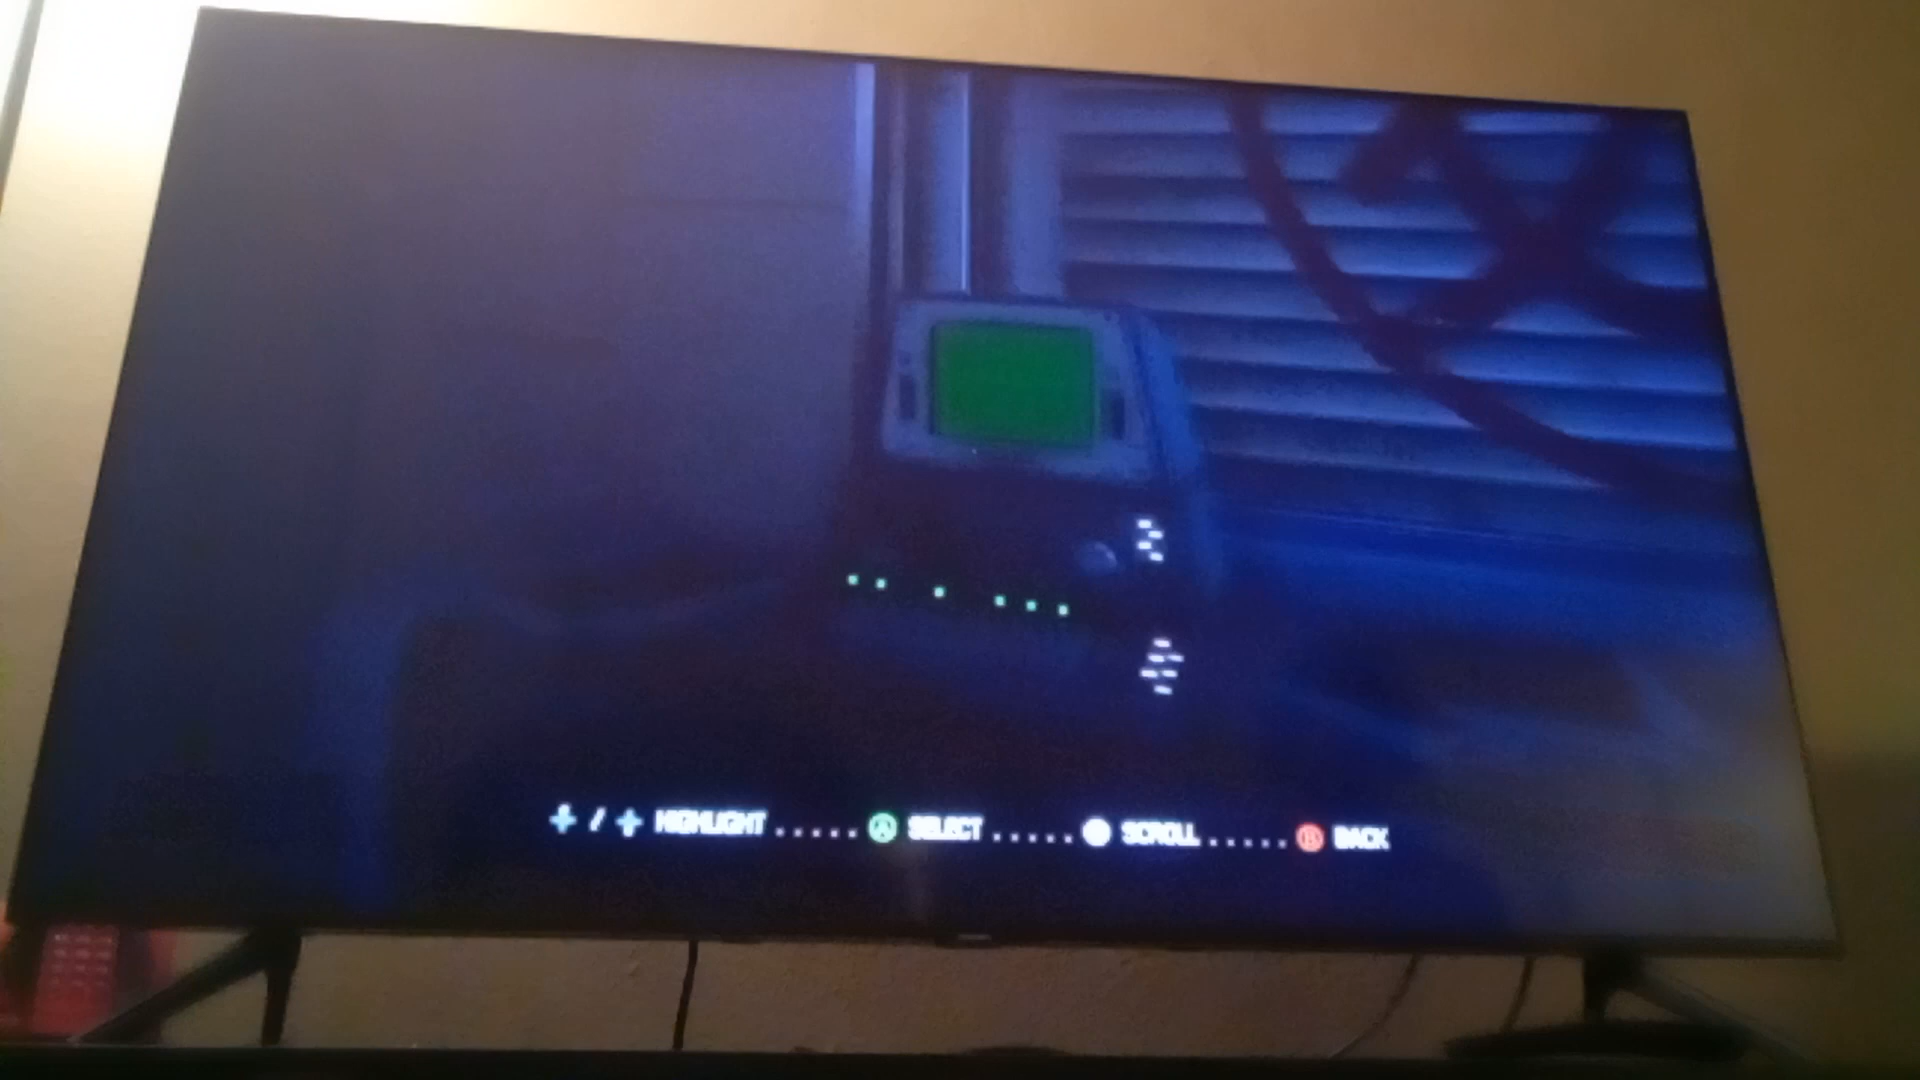 + / + HIGHLIGHT ..... A SELECT ..... SCROLL ..... B BACK